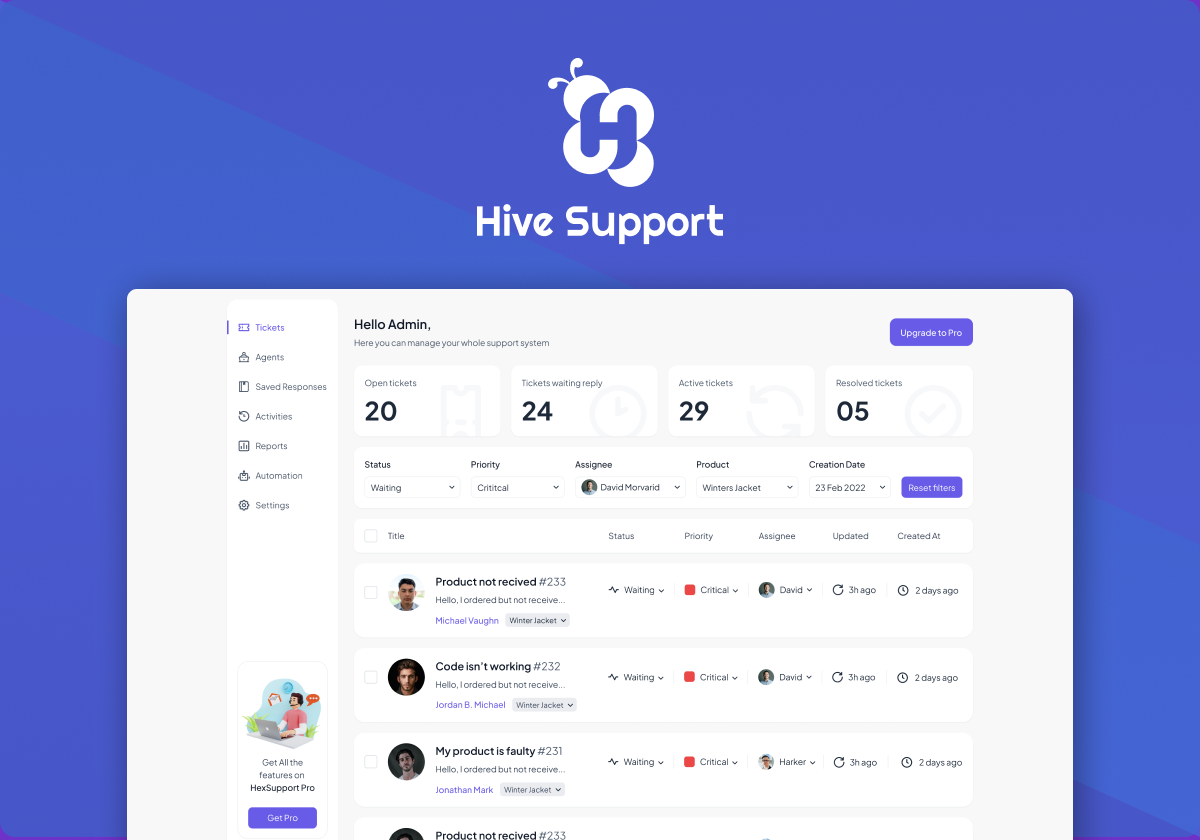 Hive Support
Tickets
Agents
Saved Responses
Activities
Reports
Automation
Settings
Get All the
features on
HexSupport Pro
Get Pro
Hello Admin,
Here you can manage your whole support system
Upgrade to Pro
Open tickets
20
Tickets waiting reply
24
Active tickets
29
Resolved tickets
05
Status Priority Assignee Product Creation Date
Waiting Crititcal David Morvarid Winters Jacket 23 Feb 2022 Reset filters
Title Status Priority Assignee Updated Created At
Product not recived #233
Hello, I ordered but not receive...
Michael Vaughn Winter Jacket
Waiting Critical David 3h ago 2 days ago
Code isn't working #232
Hello, I ordered but not receive...
Jordan B. Michael Winter Jacket
Waiting Critical David 3h ago 2 days ago
My product is faulty #231
Hello, I ordered but not receive...
Jonathan Mark Winter Jacket
Waiting Critical Harker 3h ago 2 days ago
Product not recived #233